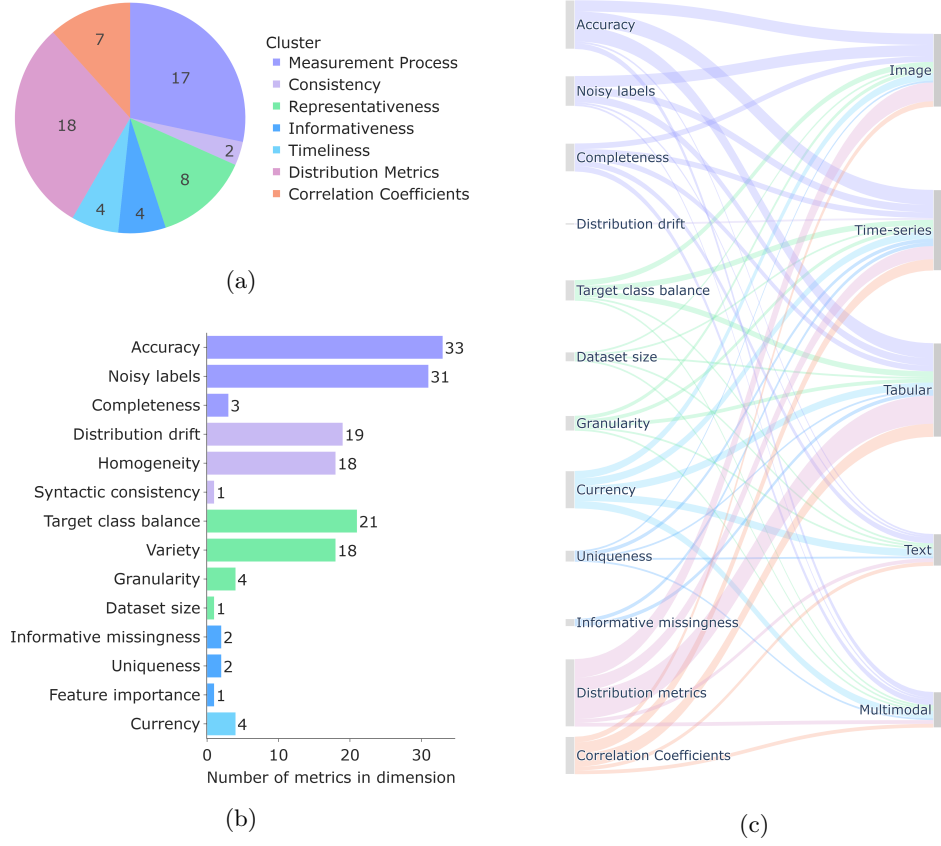 17
2
8
4
4
18
7
Cluster
Measurement Process
Consistency
Representativeness
Informativeness
Timeliness
Distribution Metrics
Correlation Coefficients
(a)
Accuracy 33
Noisy labels 31
Completeness 3
Distribution drift 19
Homogeneity 18
Syntactic consistency 1
Target class balance 21
Variety 18
Granularity 4
Dataset size 1
Informative missingness 2
Uniqueness 2
Feature importance 1
Currency 4
0 10 20 30
Number of metrics in dimension
(b)
Accuracy
Noisy labels
Completeness
Distribution drift
Target class balance
Dataset size
Granularity
Currency
Uniqueness
Informative missingness
Distribution metrics
Correlation Coefficients
Image
Time-series
Tabular
Text
Multimodal
(c)